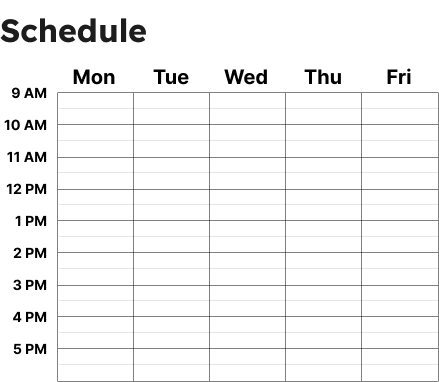 Schedule
Mon Tue Wed Thu Fri
9 AM
10 AM
11 AM
12 PM
1 PM
2 PM
3 PM
4 PM
5 PM